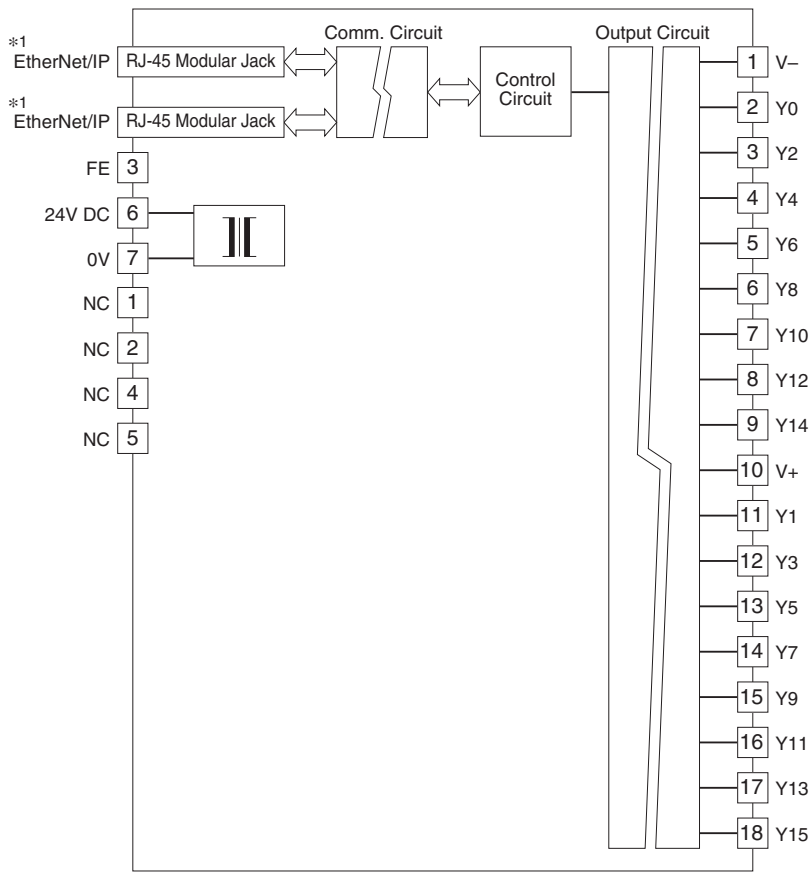 *1
EtherNet/IP
RJ-45 Modular Jack
*1
EtherNet/IP
RJ-45 Modular Jack
Comm. Circuit
Control
Circuit
Output Circuit
FE 3
24V DC 6
0V 7
NC 1
NC 2
NC 4
NC 5
1 V–
2 Y0
3 Y2
4 Y4
5 Y6
6 Y8
7 Y10
8 Y12
9 Y14
10 V+
11 Y1
12 Y3
13 Y5
14 Y7
15 Y9
16 Y11
17 Y13
18 Y15